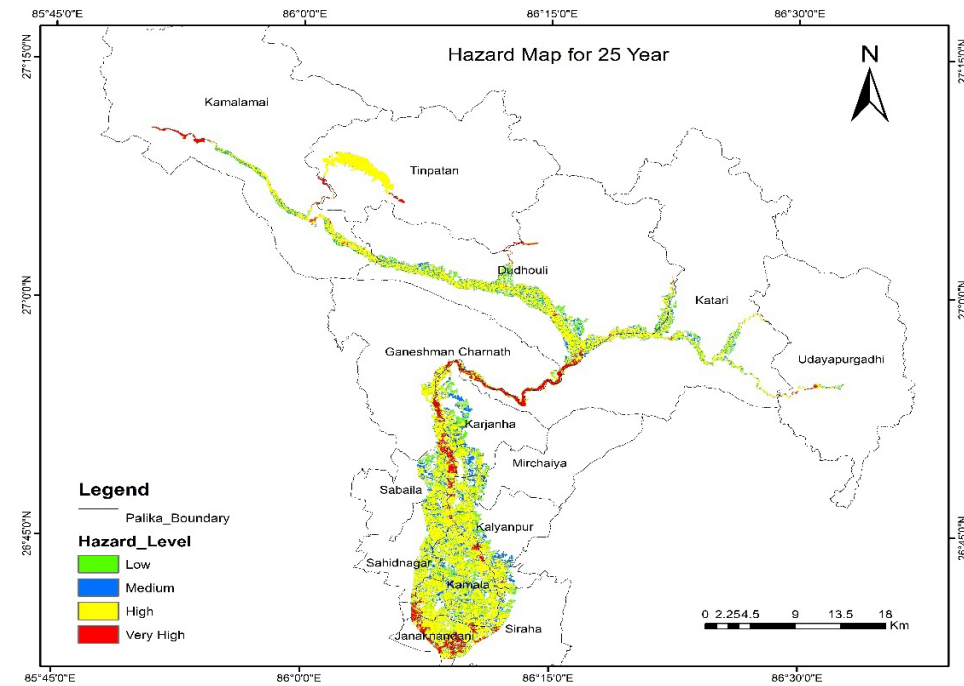 85°45'0"E 86°0'0"E 86°15'0"E 86°30'0"E
Hazard Map for 25 Year
N
27°15'0"N
27°15'0"N
Kamalamai
Tinpatan
Dudhouli
27°0'0"N
27°0'0"N
Katari
Ganeshman Charnath
Udayapurgadhi
Karjanha
Mirchaiya
Sabaila
Kalyanpur
26°45'0"N
26°45'0"N
Sahidnagar
Kamala
Siraha
Janaknandani
Legend
Palika_Boundary
Hazard_Level
Low
Medium
High
Very High
0 2.254.5 9 13.5 18
Km
85°45'0"E 86°0'0"E 86°15'0"E 86°30'0"E